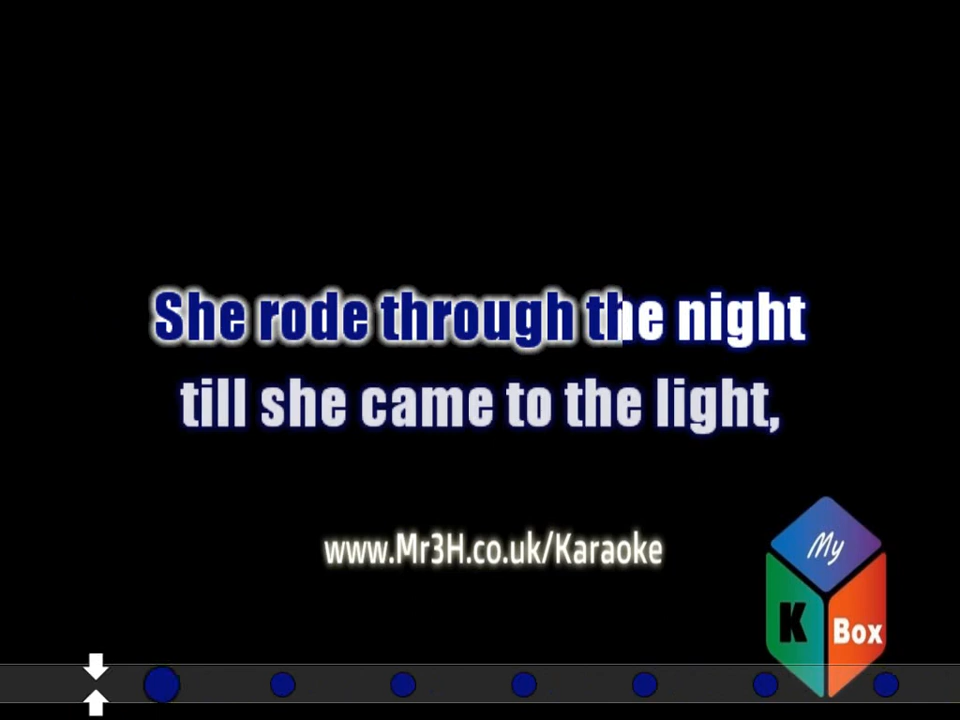 She rode through the night
till she came to the light,
www.Mr3H.co.uk/Karaoke
My
K Box